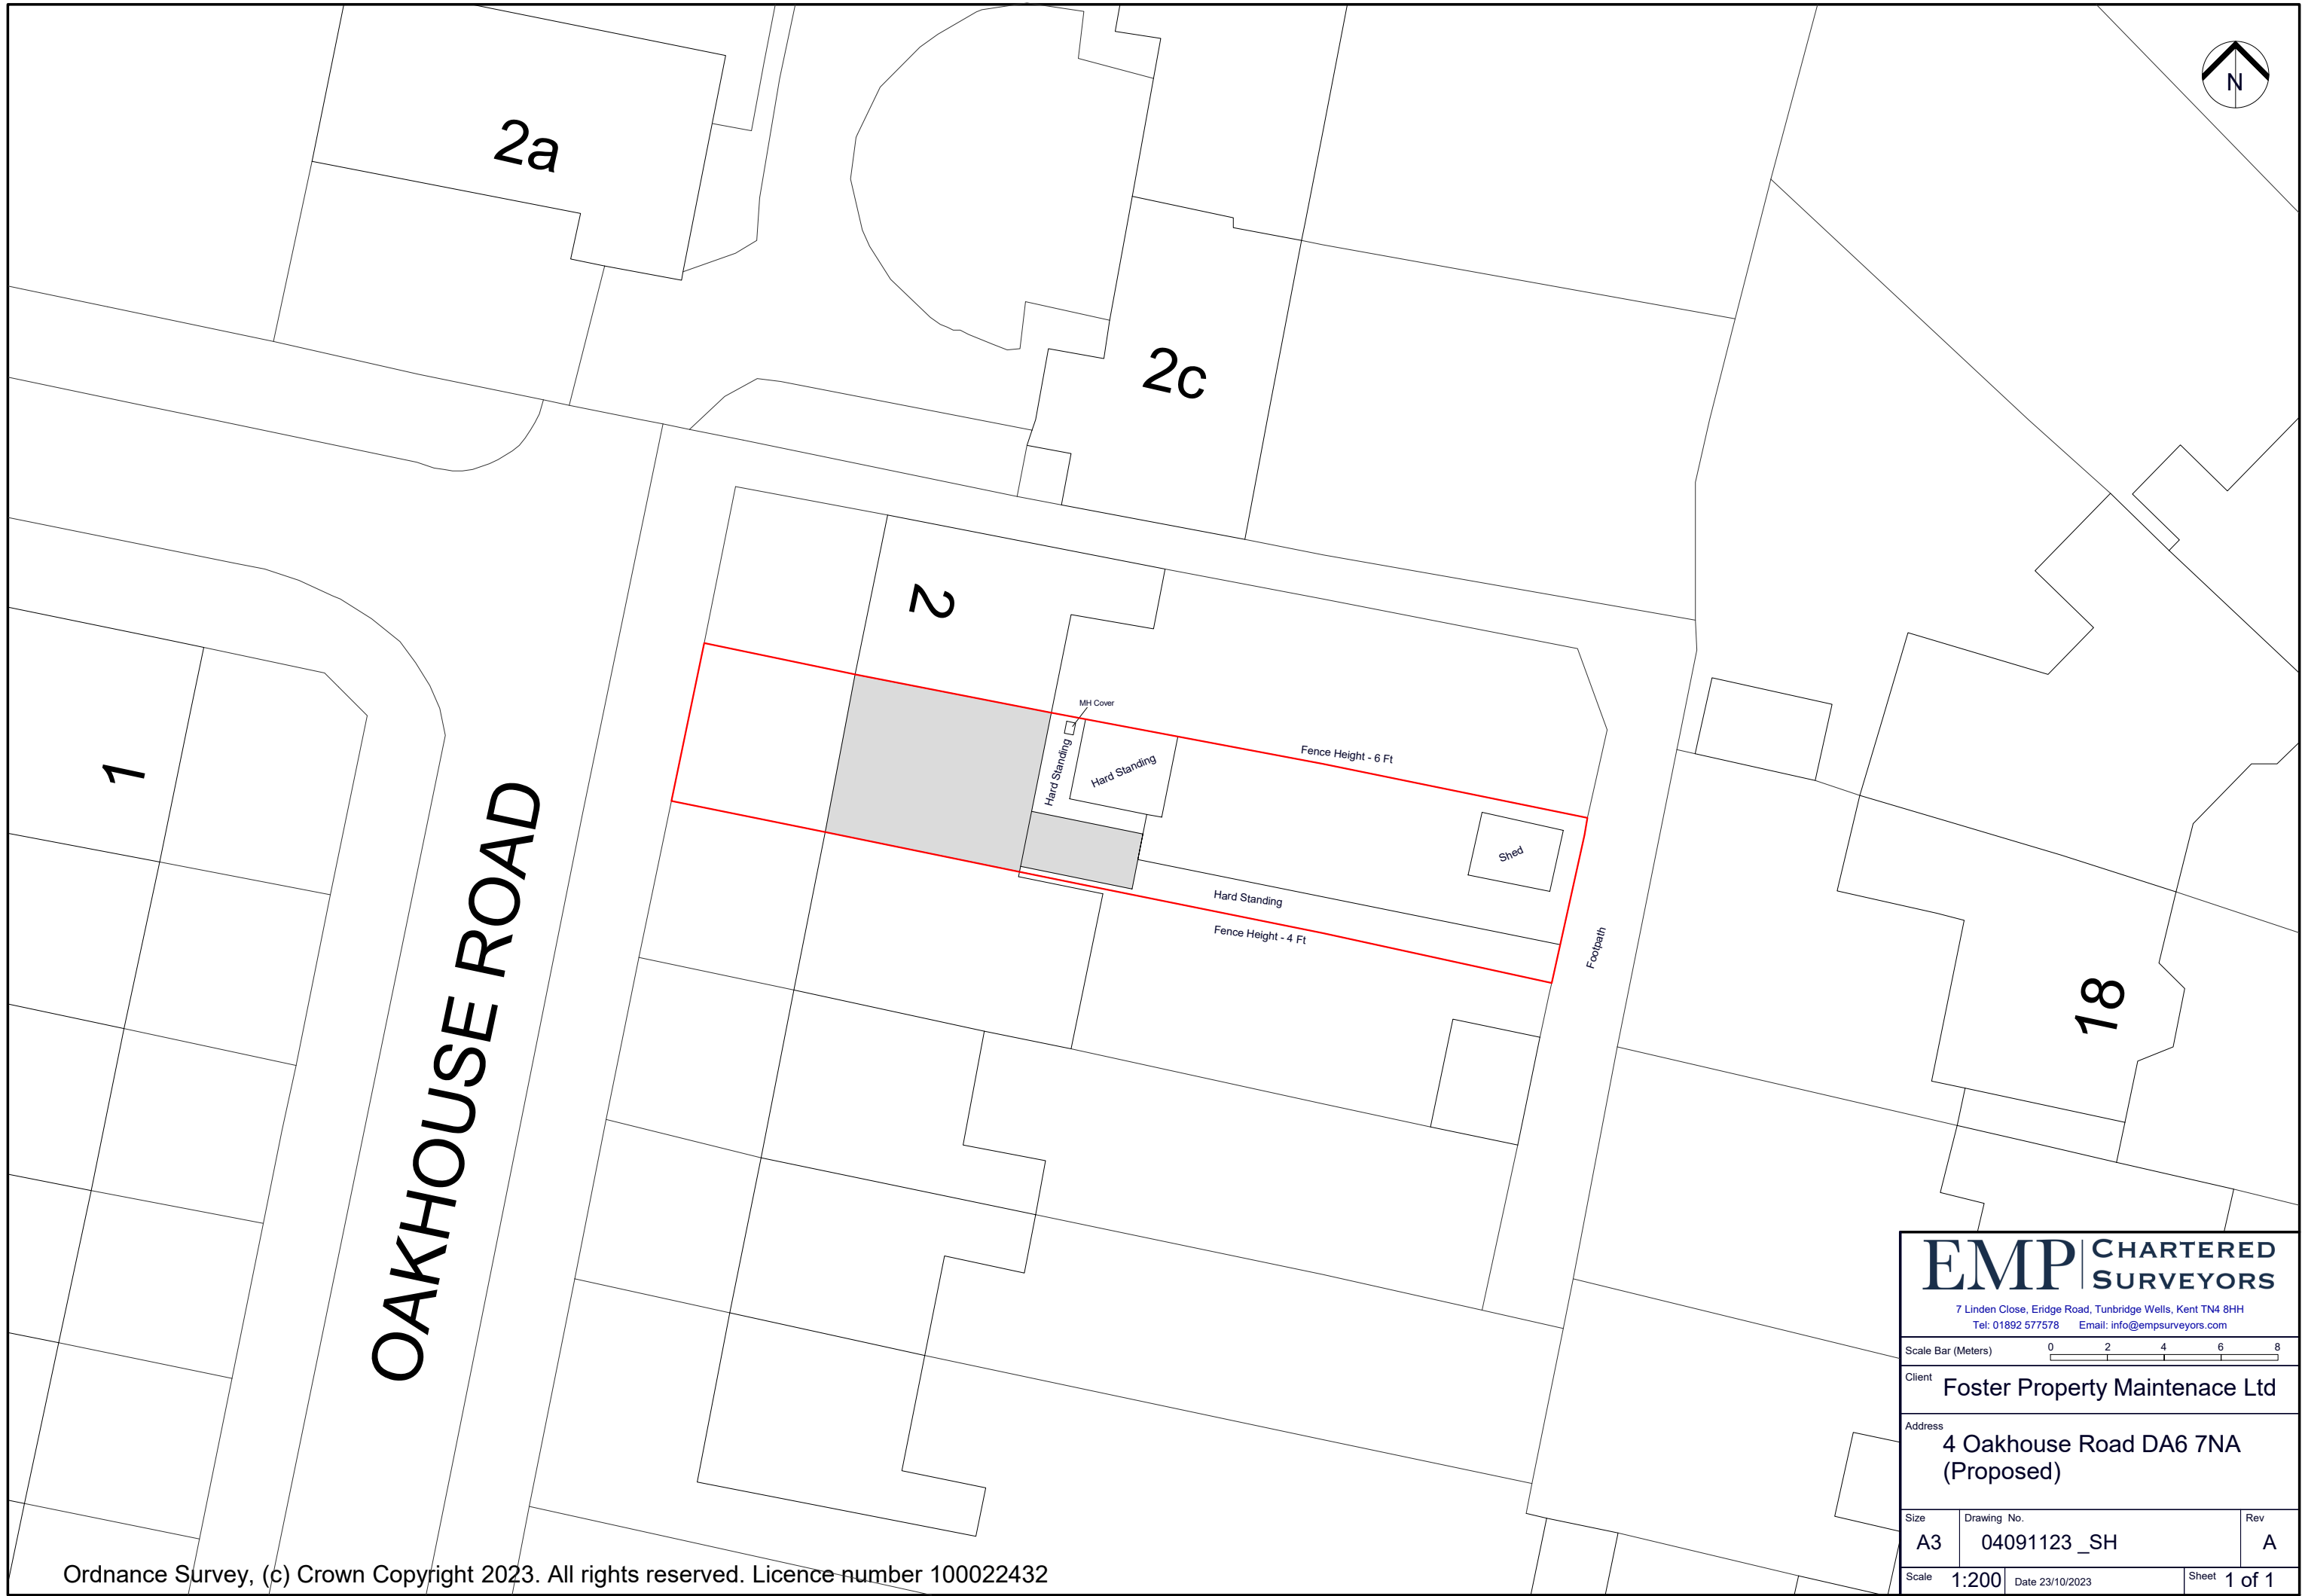 N
2a
2c
2
1
18
OAKHOUSE ROAD
MH Cover
Hard Standing
Hard Standing
Fence Height - 6 Ft
Shed
Hard Standing
Fence Height - 4 Ft
Footpath
EMP CHARTERED
SURVEYORS
7 Linden Close, Eridge Road, Tunbridge Wells, Kent TN4 8HH
Tel: 01892 577578 Email: info@empsurveyors.com
Scale Bar (Meters) 0 2 4 6 8
Client Foster Property Maintenace Ltd
Address
4 Oakhouse Road DA6 7NA
(Proposed)
Size Drawing No. Rev
A3 04091123 _SH A
Scale 1:200 Date 23/10/2023 Sheet 1 of 1
Ordnance Survey, (c) Crown Copyright 2023. All rights reserved. Licence number 100022432